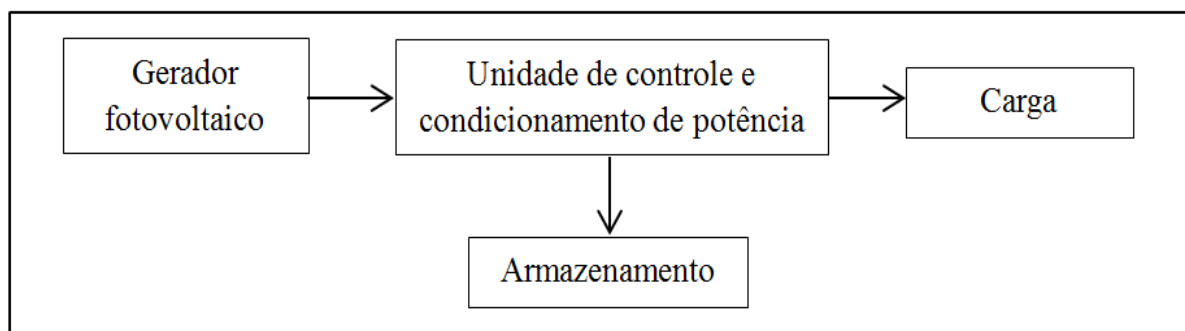 Gerador
fotovoltaico
Unidade de controle e
condicionamento de potência
Carga
Armazenamento